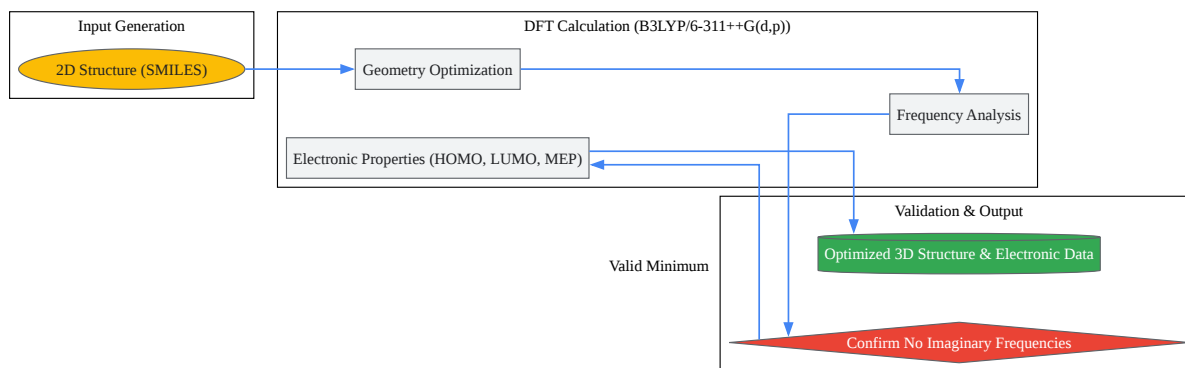 Input Generation
2D Structure (SMILES)
DFT Calculation (B3LYP/6-311++G(d,p))
Geometry Optimization
Frequency Analysis
Electronic Properties (HOMO, LUMO, MEP)
Validation & Output
Optimized 3D Structure & Electronic Data
Valid Minimum
Confirm No Imaginary Frequencies